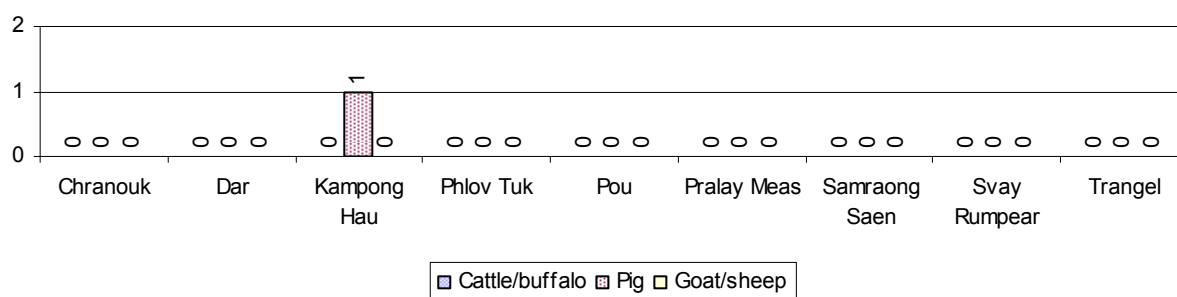 2
1
0
0 0 0 0 0 0 0 1 0 0 0 0 0 0 0 0 0 0 0 0 0 0 0 0 0 0 0
Chranouk Dar Kampong Hau Phlov Tuk Pou Pralay Meas Samraong Saen Svay Rumpear Trangel
Cattle/buffalo Pig Goat/sheep